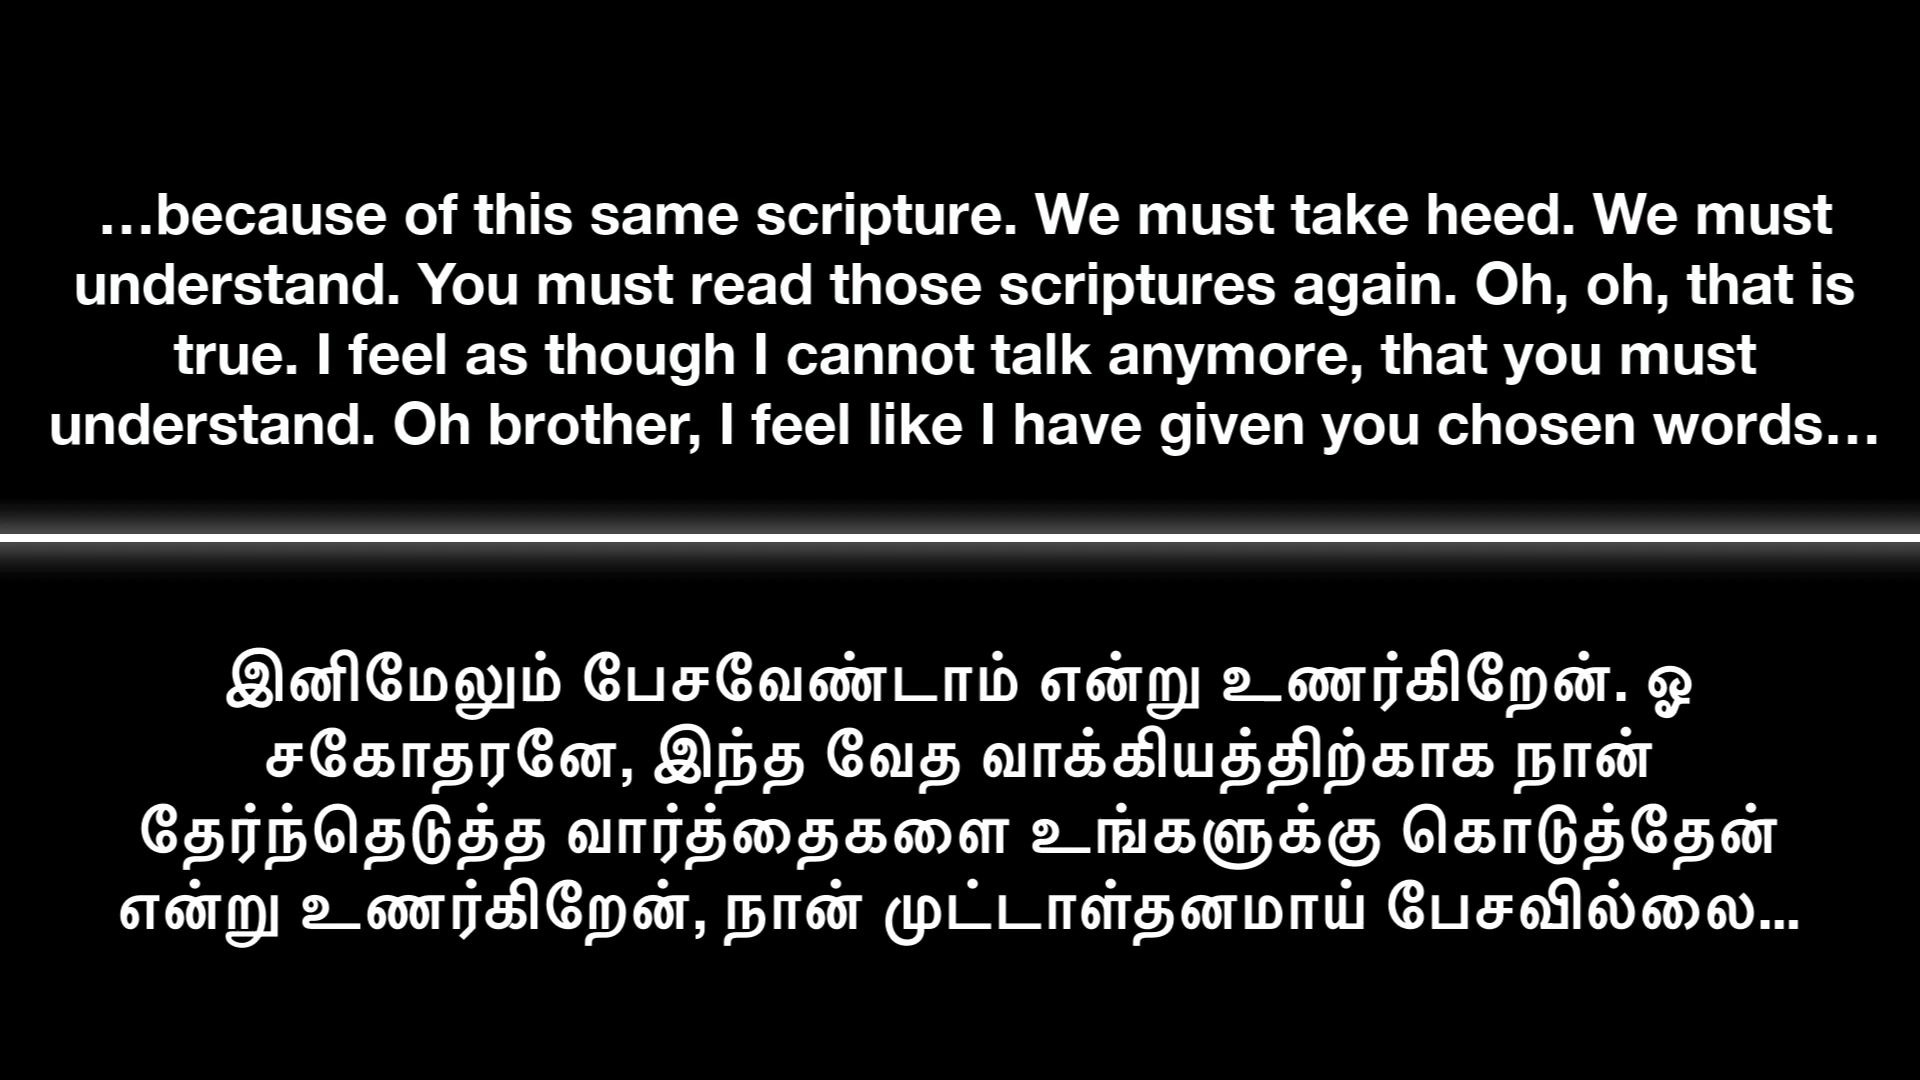 …because of this same scripture. We must take heed. We must
understand. You must read those scriptures again. Oh, oh, that is
true. I feel as though I cannot talk anymore, that you must
understand. Oh brother, I feel like I have given you chosen words…
இனிமேலும் பேசவேண்டாம் என்று உணர்கிறேன். ஓ
சகோதரனே, இந்த வேத வாக்கியத்திற்காக நான்
தேர்ந்தெடுத்த வார்த்தைகளை உங்களுக்கு கொடுத்தேன்
என்று உணர்கிறேன், நான் முட்டாள்தனமாய் பேசவில்லை...